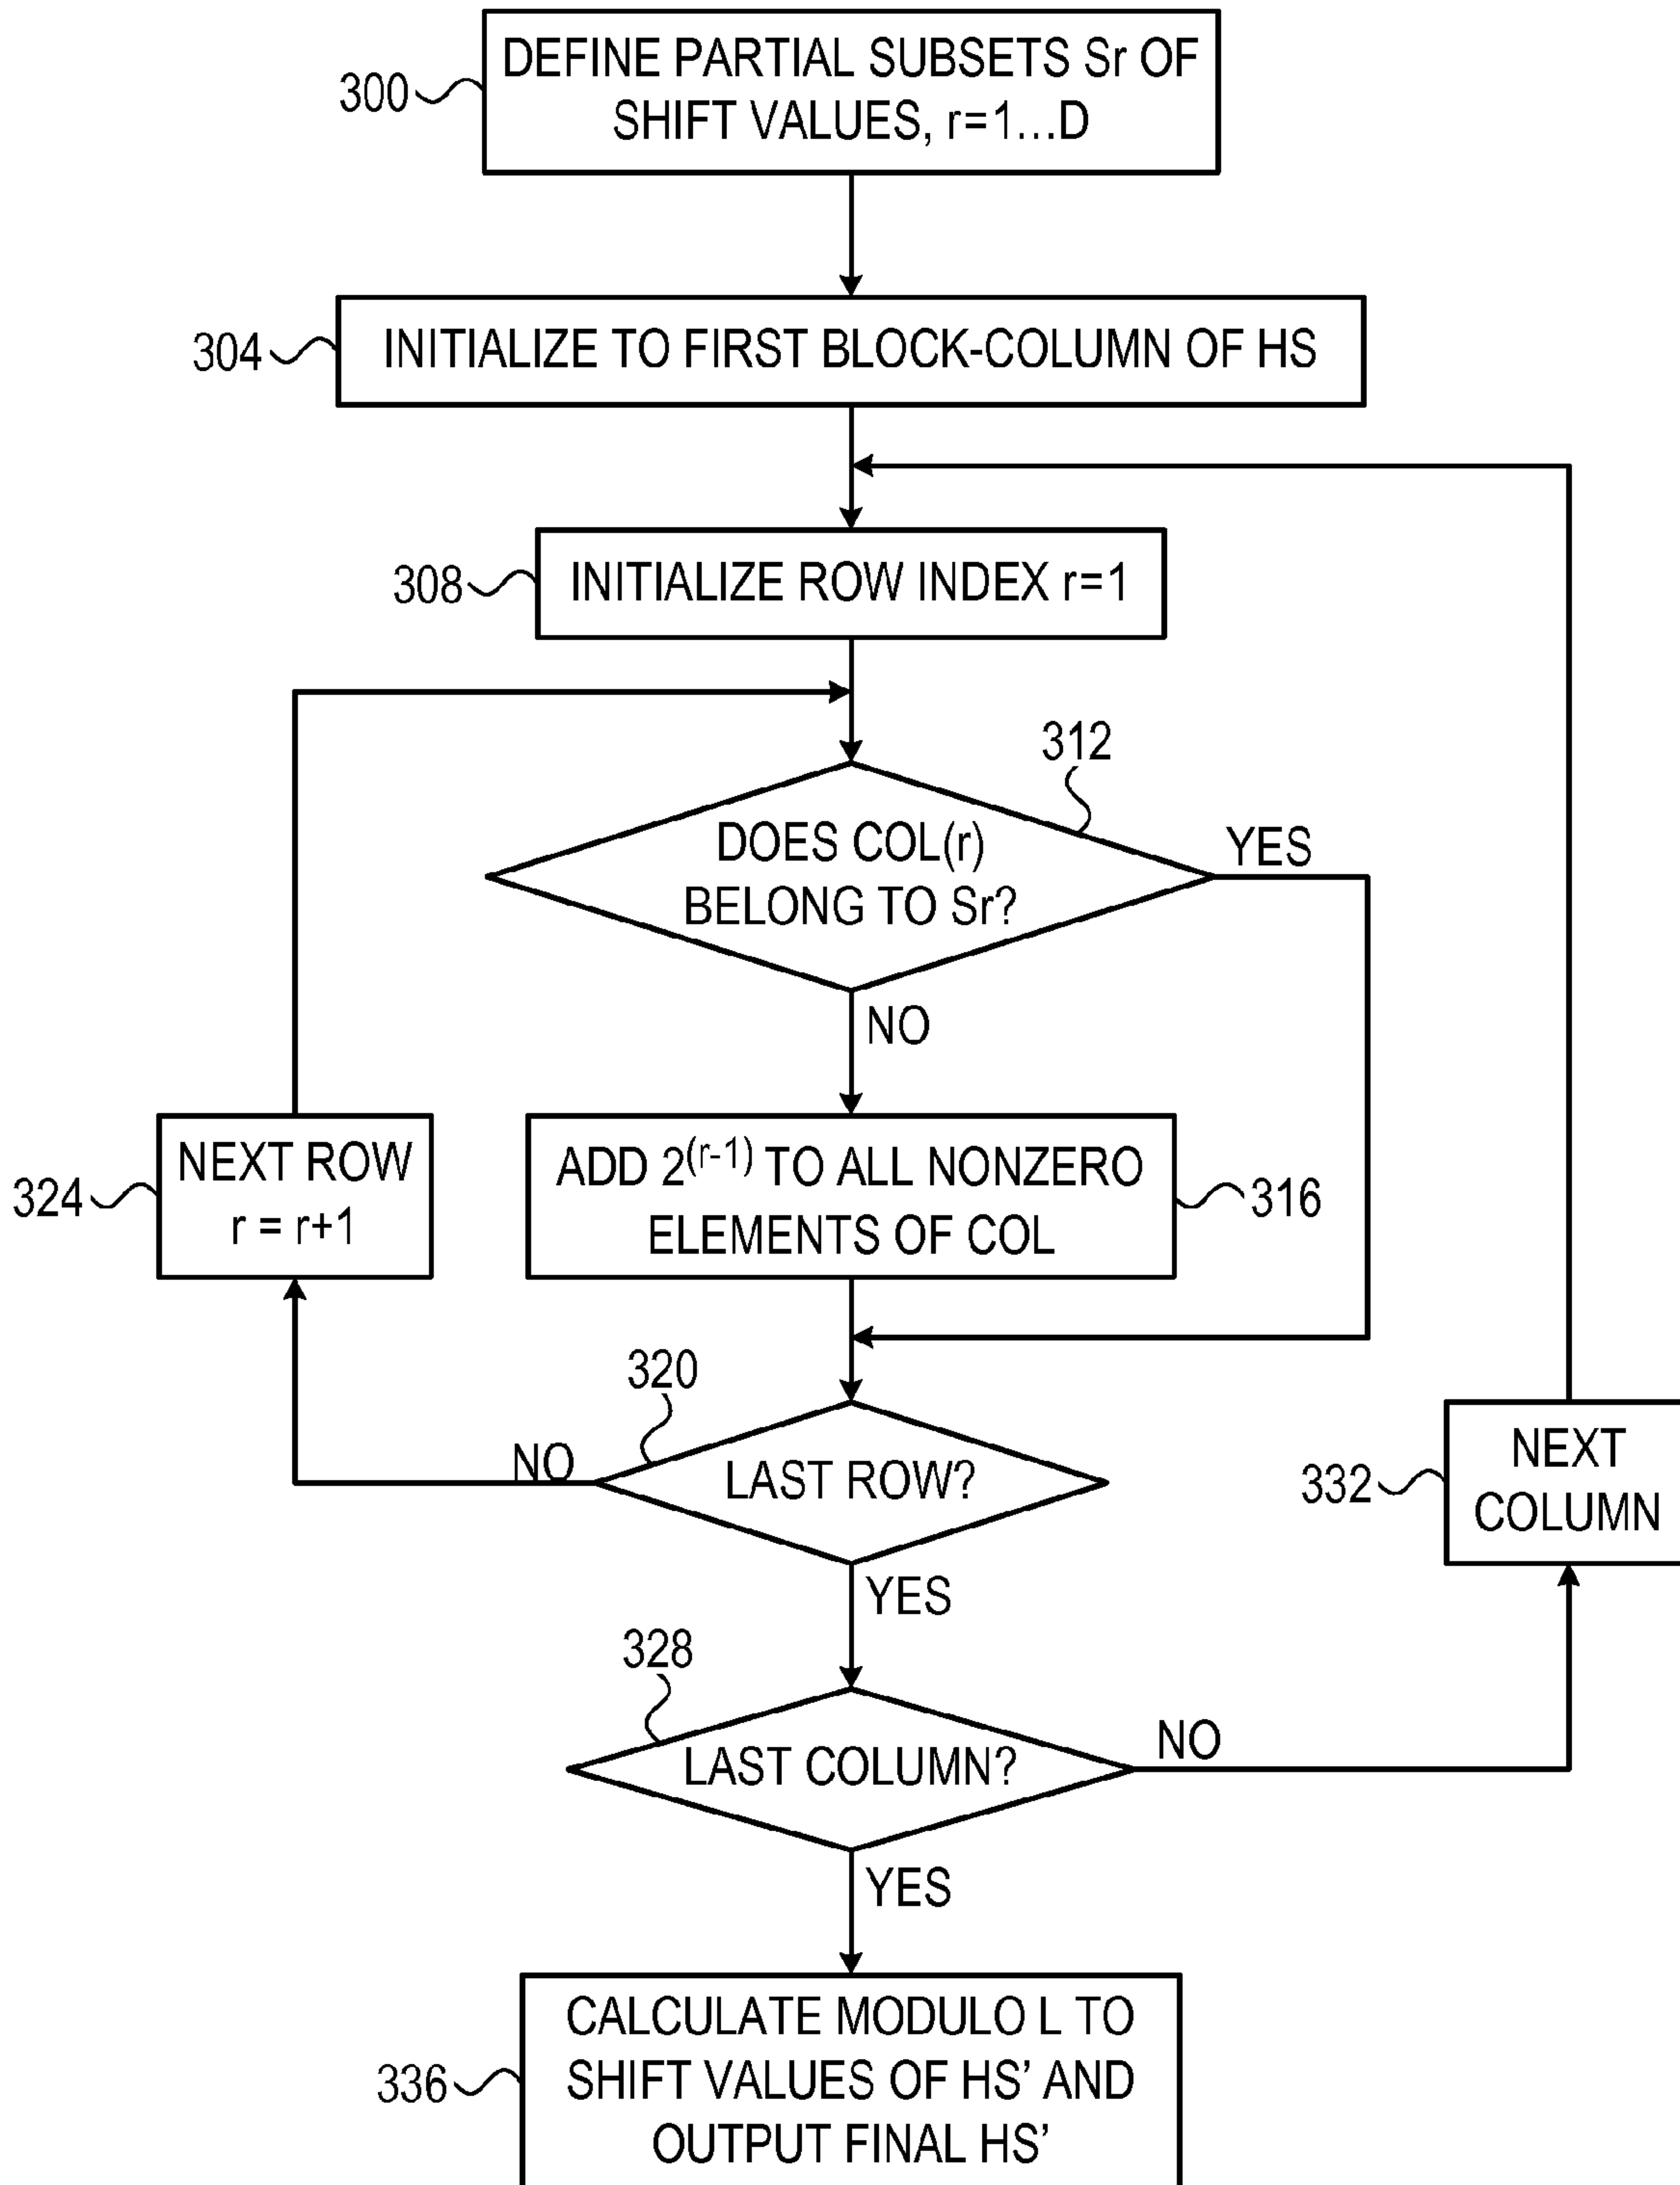 300
DEFINE PARTIAL SUBSETS Sr OF
SHIFT VALUES, r=1...D
304
INITIALIZE TO FIRST BLOCK-COLUMN OF HS
308
INITIALIZE ROW INDEX r=1
312
DOES COL(r)
BELONG TO Sr?
YES
NO
324
NEXT ROW
r = r+1
ADD 2^(r-1) TO ALL NONZERO
ELEMENTS OF COL
316
320
LAST ROW?
NO
YES
332
NEXT
COLUMN
328
LAST COLUMN?
NO
YES
336
CALCULATE MODULO L TO
SHIFT VALUES OF HS’ AND
OUTPUT FINAL HS’